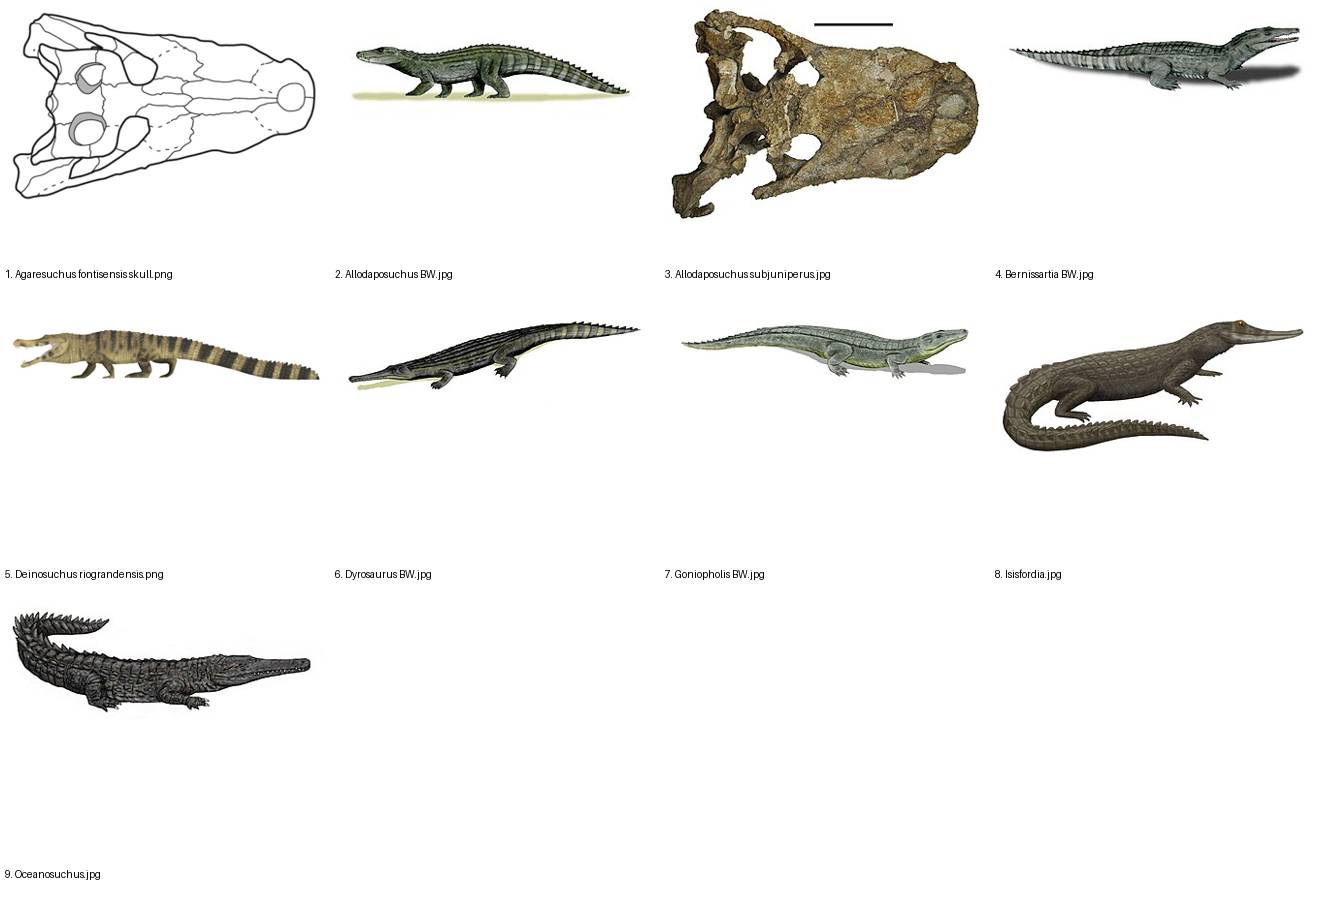 1. Agaresuchus fontisensis skull.png
2. Allodaposuchus BW.jpg
3. Allodaposuchus subjuniperus.jpg
4. Bernissartia BW.jpg
5. Deinosuchus riograndensis.png
6. Dyrosaurus BW.jpg
7. Goniopholis BW.jpg
8. Isisfordia.jpg
9. Oceanosuchus.jpg